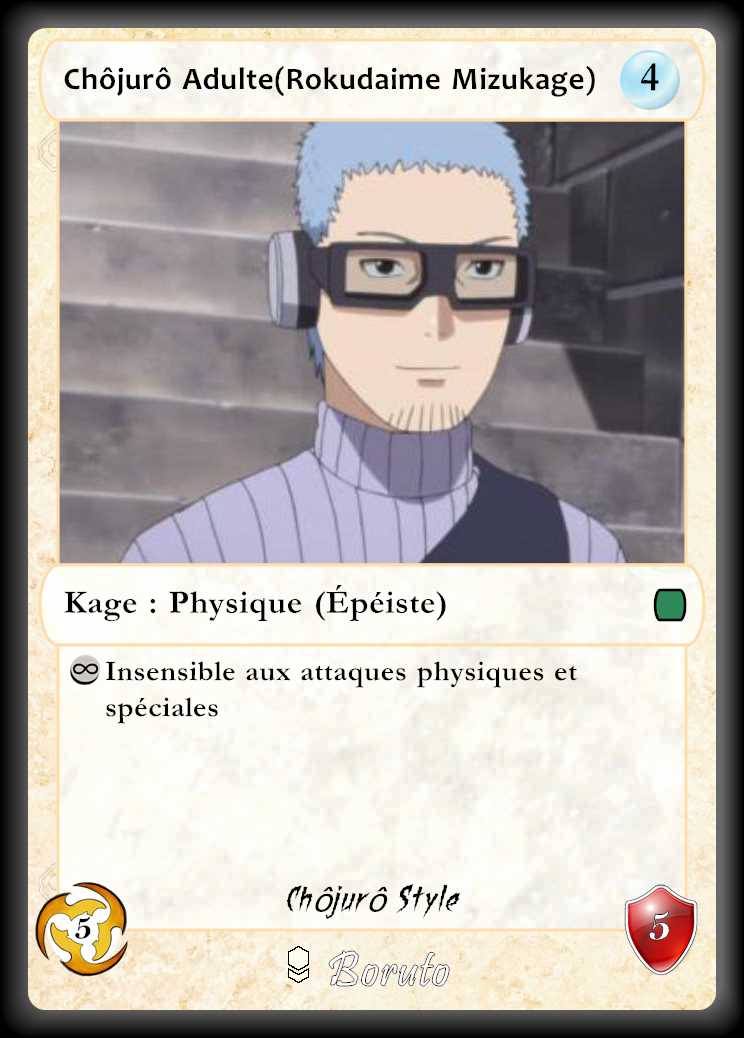 Chôjurô Adulte(Rokudaime Mizukage)
4
Kage : Physique (Épéiste)
∞ Insensible aux attaques physiques et
spéciales
Chôjurô Style
5
5
Boruto